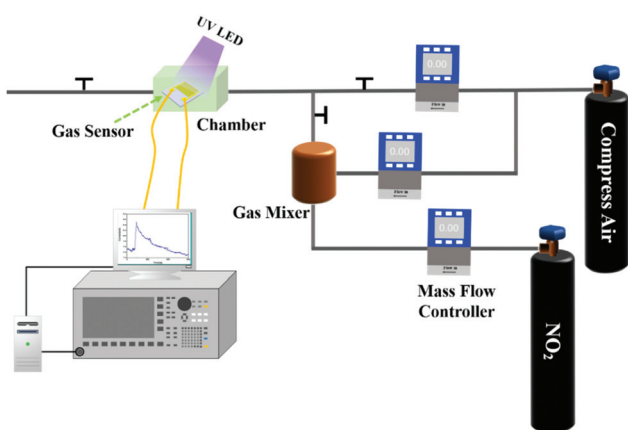 UV LED
0.00
Gas Sensor
Chamber
Compress Air
0.00
Gas Mixer
0.00
Mass Flow
Controller
NO₂